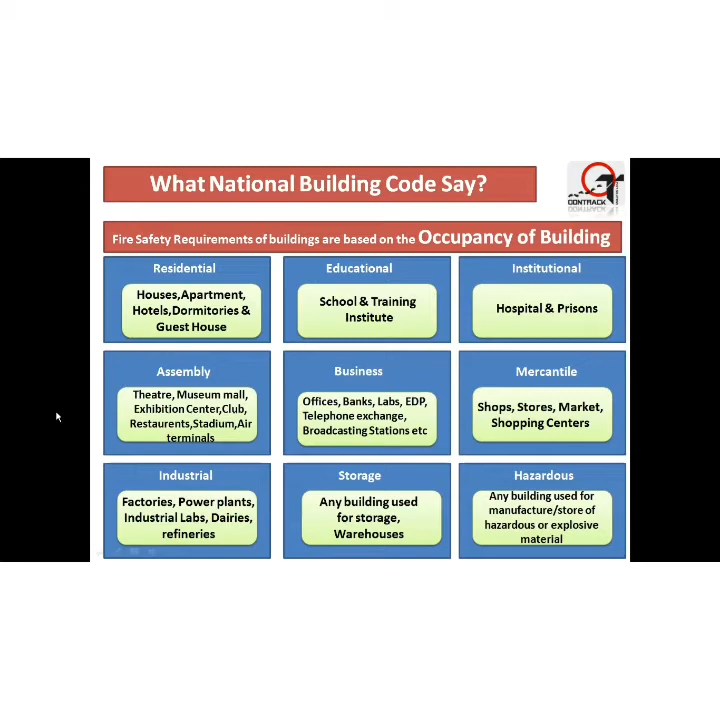 What National Building Code Say?
CONTRACK
Fire Safety Requirements of buildings are based on the Occupancy of Building
Residential
Houses,Apartment,
Hotels,Dormitories &
Guest House
Educational
School & Training
Institute
Institutional
Hospital & Prisons
Assembly
Theatre, Museum mall,
Exhibition Center,Club,
Restaurents,Stadium,Air
terminals
Business
Offices, Banks, Labs, EDP,
Telephone exchange,
Broadcasting Stations etc
Mercantile
Shops, Stores, Market,
Shopping Centers
Industrial
Factories, Power plants,
Industrial Labs, Dairies,
refineries
Storage
Any building used
for storage,
Warehouses
Hazardous
Any building used for
manufacture/store of
hazardous or explosive
material